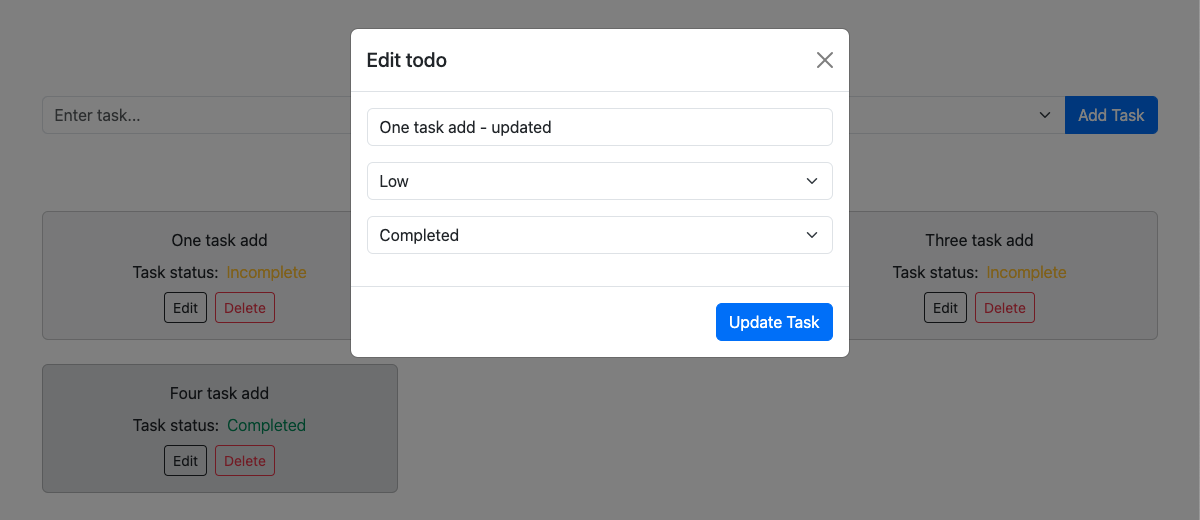 Edit todo
Enter task...
Add Task
One task add - updated
Low
Completed
One task add
Task status: Incomplete
Edit Delete
Three task add
Task status: Incomplete
Edit Delete
Update Task
Four task add
Task status: Completed
Edit Delete